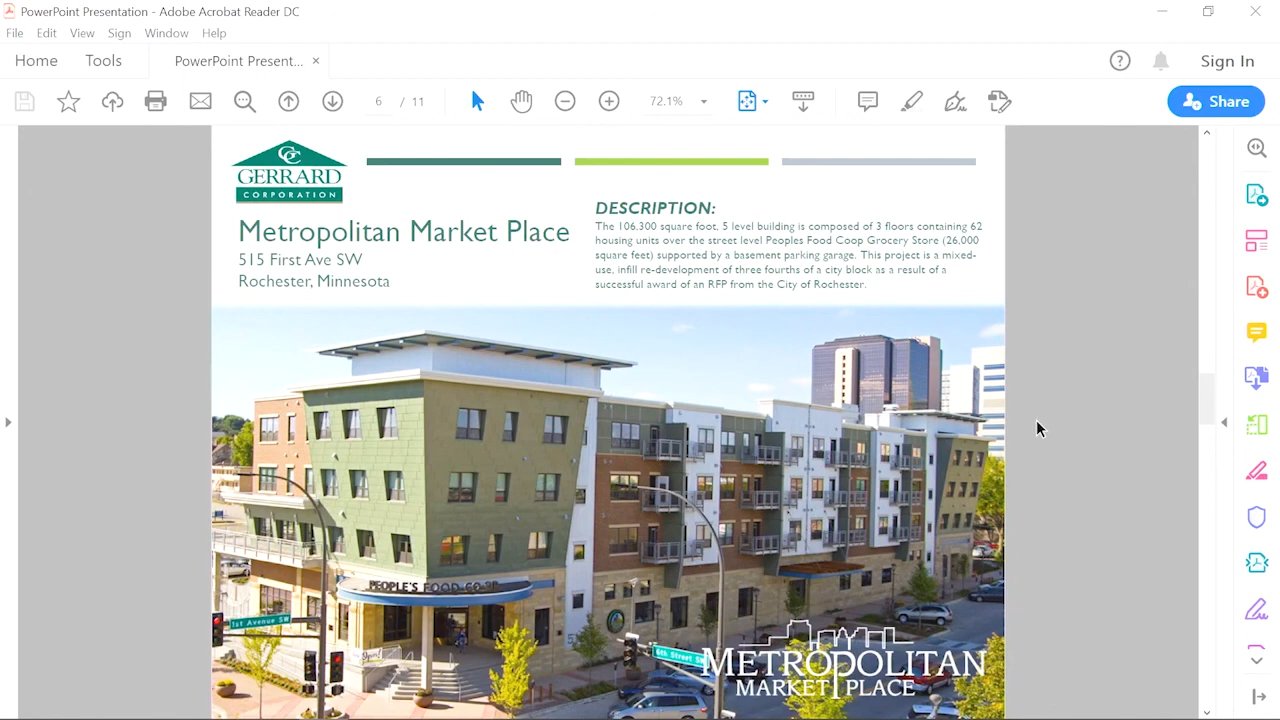 PowerPoint Presentation - Adobe Acrobat Reader DC
File Edit View Sign Window Help
Home Tools PowerPoint Present... ×
Sign In
6 / 11
72.1%
Share
GC
GERRARD
CORPORATION
Metropolitan Market Place
515 First Ave SW
Rochester, Minnesota
DESCRIPTION:
The 106,300 square foot, 5 level building is composed of 3 floors containing 62
housing units over the street level Peoples Food Coop Grocery Store (26,000
square feet) supported by a basement parking garage. This project is a mixed-
use, infill re-development of three fourths of a city block as a result of a
successful award of an RFP from the City of Rochester.
PEOPLE'S FOOD CO-OP
1st Avenue SW
6th Street S
METROPOLITAN
MARKET PLACE